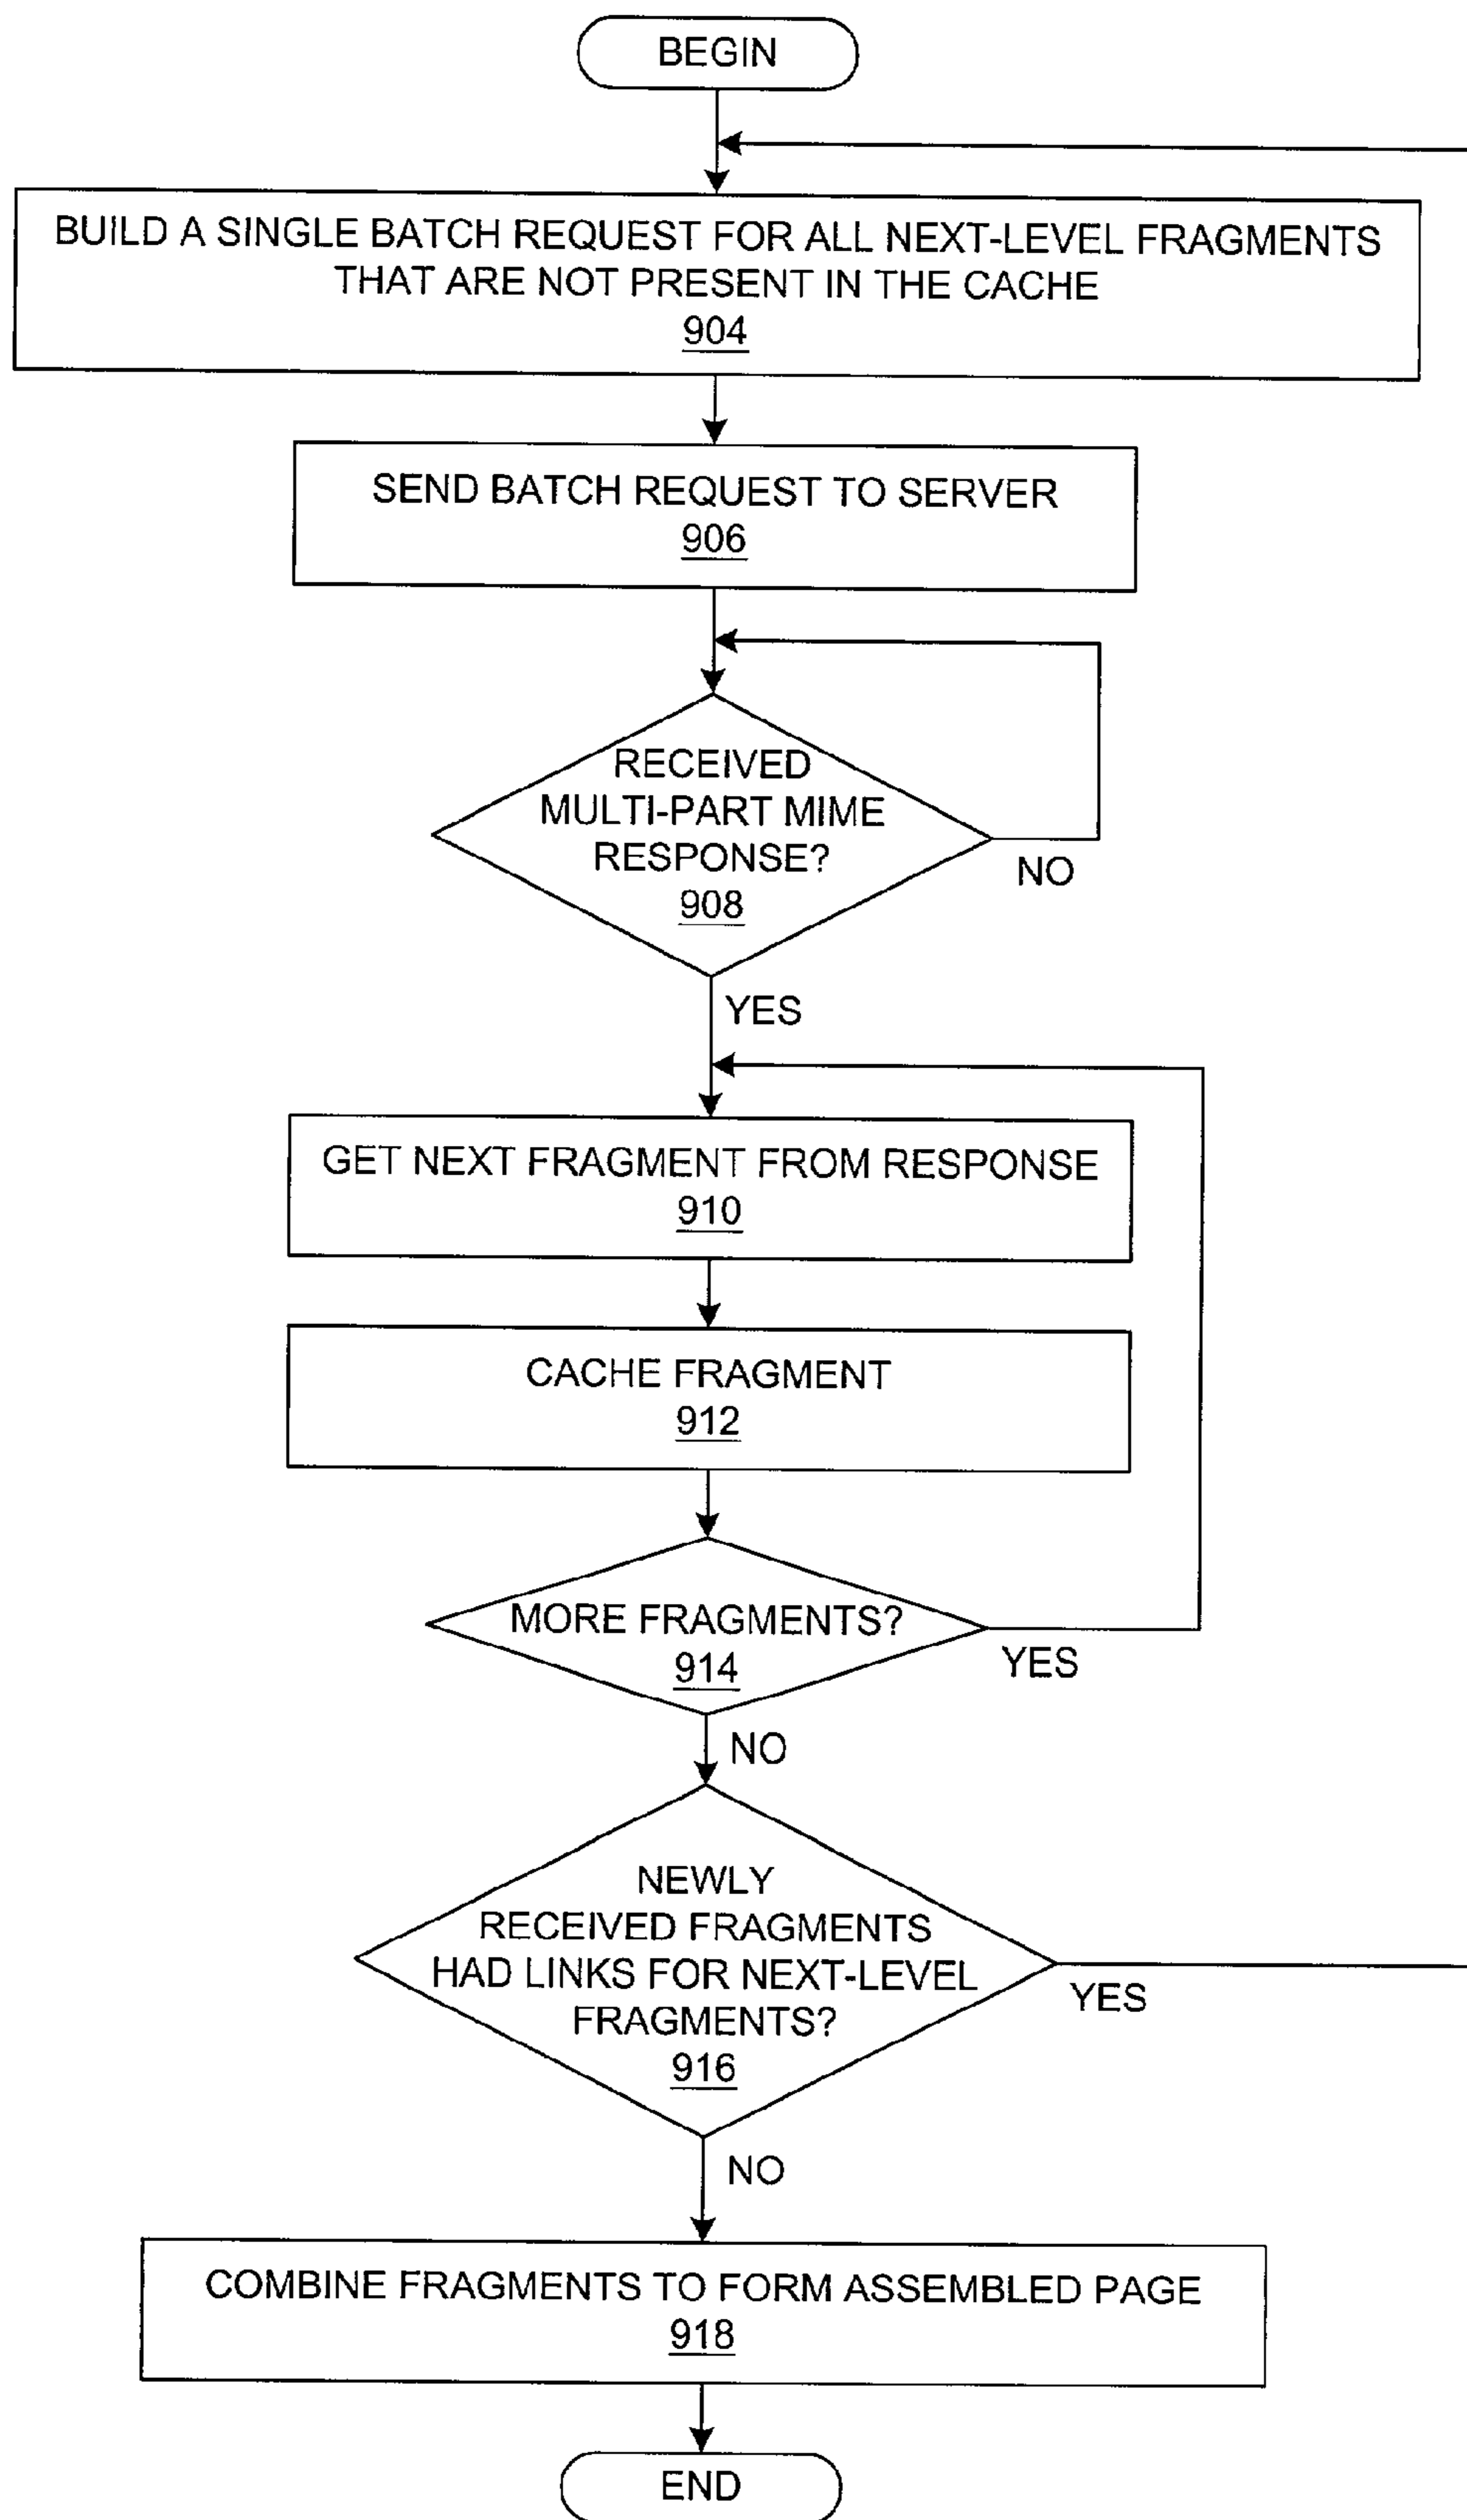 BEGIN
BUILD A SINGLE BATCH REQUEST FOR ALL NEXT-LEVEL FRAGMENTS
THAT ARE NOT PRESENT IN THE CACHE
904
SEND BATCH REQUEST TO SERVER
906
RECEIVED
MULTI-PART MIME
RESPONSE?
908
NO
YES
GET NEXT FRAGMENT FROM RESPONSE
910
CACHE FRAGMENT
912
MORE FRAGMENTS?
914
YES
NO
NEWLY
RECEIVED FRAGMENTS
HAD LINKS FOR NEXT-LEVEL
FRAGMENTS?
916
YES
NO
COMBINE FRAGMENTS TO FORM ASSEMBLED PAGE
918
END